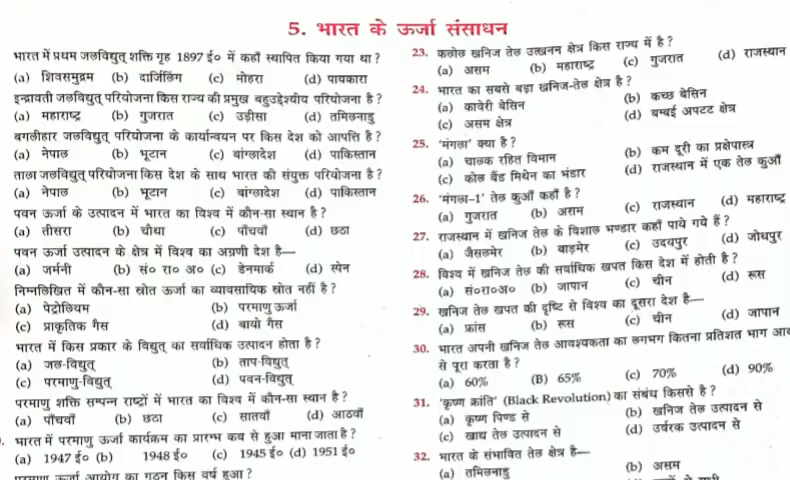 5. भारत के ऊर्जा संसाधन
भारत में प्रथम जलविद्युत् शक्ति गृह 1897 ई० में कहाँ स्थापित किया गया था ?
(a) शिवसमुद्रम (b) दार्जिलिंग (c) मोहरा (d) पायकारा
इन्द्रावती जलविद्युत् परियोजना किस राज्य की प्रमुख बहुउद्देश्यीय परियोजना है ?
(a) महाराष्ट्र (b) गुजरात (c) उड़ीसा (d) तमिलनाडु
बगलीहार जलविद्युत् परियोजना के कार्यान्वयन पर किस देश को आपत्ति है ?
(a) नेपाल (b) भूटान (c) बांग्लादेश (d) पाकिस्तान
ताला जलविद्युत् परियोजना किस देश के साथ भारत की संयुक्त परियोजना है ?
(a) नेपाल (b) भूटान (c) बांग्लादेश (d) पाकिस्तान
पवन ऊर्जा के उत्पादन में भारत का विश्व में कौन-सा स्थान है ?
(a) तीसरा (b) चौथा (c) पाँचवाँ (d) छठा
पवन ऊर्जा उत्पादन के क्षेत्र में विश्व का अग्रणी देश है—
(a) जर्मनी (b) सं० रा० अ० (c) डेनमार्क (d) स्पेन
निम्नलिखित में कौन-सा स्रोत ऊर्जा का व्यावसायिक स्रोत नहीं है ?
(a) पेट्रोलियम (b) परमाणु ऊर्जा
(c) प्राकृतिक गैस (d) बायो गैस
भारत में किस प्रकार के विद्युत् का सर्वाधिक उत्पादन होता है ?
(a) जल-विद्युत् (b) ताप-विद्युत्
(c) परमाणु-विद्युत् (d) पवन-विद्युत्
परमाणु शक्ति सम्पन्न राष्ट्रों में भारत का विश्व में कौन-सा स्थान है ?
(a) पाँचवाँ (b) छठा (c) सातवाँ (d) आठवाँ
भारत में परमाणु ऊर्जा कार्यक्रम का प्रारम्भ कब से हुआ माना जाता है ?
(a) 1947 ई० (b) 1948 ई० (c) 1945 ई० (d) 1951 ई०
परमाणु ऊर्जा आयोग का गठन किस वर्ष हुआ ?
23. कलोल खनिज तेल उत्खनन क्षेत्र किस राज्य में है ?
(a) असम (b) महाराष्ट्र (c) गुजरात (d) राजस्थान
24. भारत का सबसे बड़ा खनिज-तेल क्षेत्र है ?
(a) कावेरी बेसिन (b) कच्छ बेसिन
(c) असम क्षेत्र (d) बम्बई अपटट क्षेत्र
25. 'मंगला' क्या है ?
(a) चालक रहित विमान (b) कम दूरी का प्रक्षेपास्त्र
(c) कोल बैंड मिथेन का भंडार (d) राजस्थान में एक तेल कुआँ
26. 'मंगला–1' तेल कुआँ कहाँ है ?
(a) गुजरात (b) असम (c) राजस्थान (d) महाराष्ट्र
27. राजस्थान में खनिज तेल के विशाल भण्डार कहाँ पाये गये हैं ?
(a) जैसलमेर (b) बाड़मेर (c) उदयपुर (d) जोधपुर
28. विश्व में खनिज तेल की सर्वाधिक खपत किस देश में होती है ?
(a) सं०रा०अ० (b) जापान (c) चीन (d) रूस
29. खनिज तेल खपत की दृष्टि से विश्व का दूसरा देश है—
(a) फ्रांस (b) रूस (c) चीन (d) जापान
30. भारत अपनी खनिज तेल आवश्यकता का लगभग कितना प्रतिशत भाग आ
से पूरा करता है ?
(a) 60% (B) 65% (c) 70% (d) 90%
31. 'कृष्ण क्रांति' (Black Revolution) का संबंध किससे है ?
(a) कृष्ण पिण्ड से (b) खनिज तेल उत्पादन से
(c) खाद्य तेल उत्पादन से (d) उर्वरक उत्पादन से
32. भारत के संभावित तेल क्षेत्र है—
(a) तमिलनाडु (b) असम